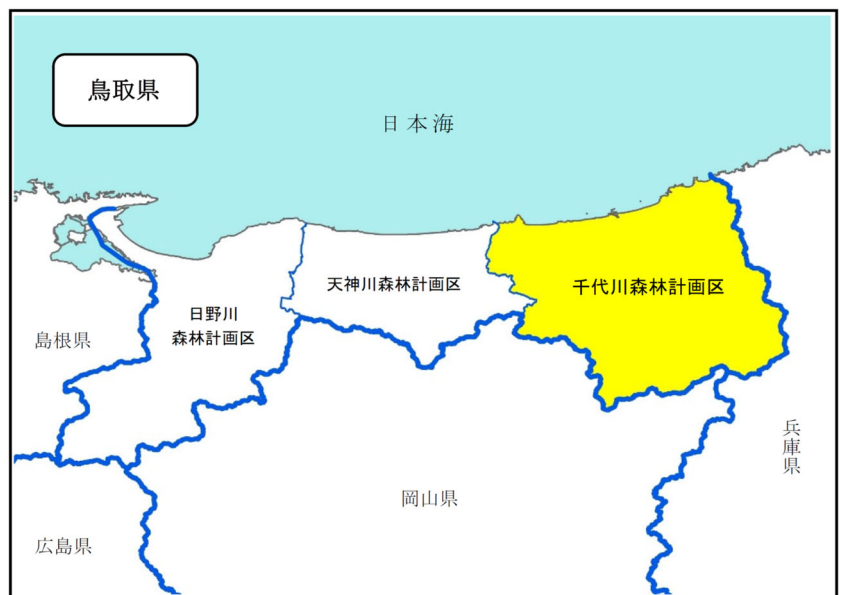 鳥取県
日本海
天神川森林計画区
千代川森林計画区
日野川
森林計画区
島根県
兵庫県
岡山県
広島県